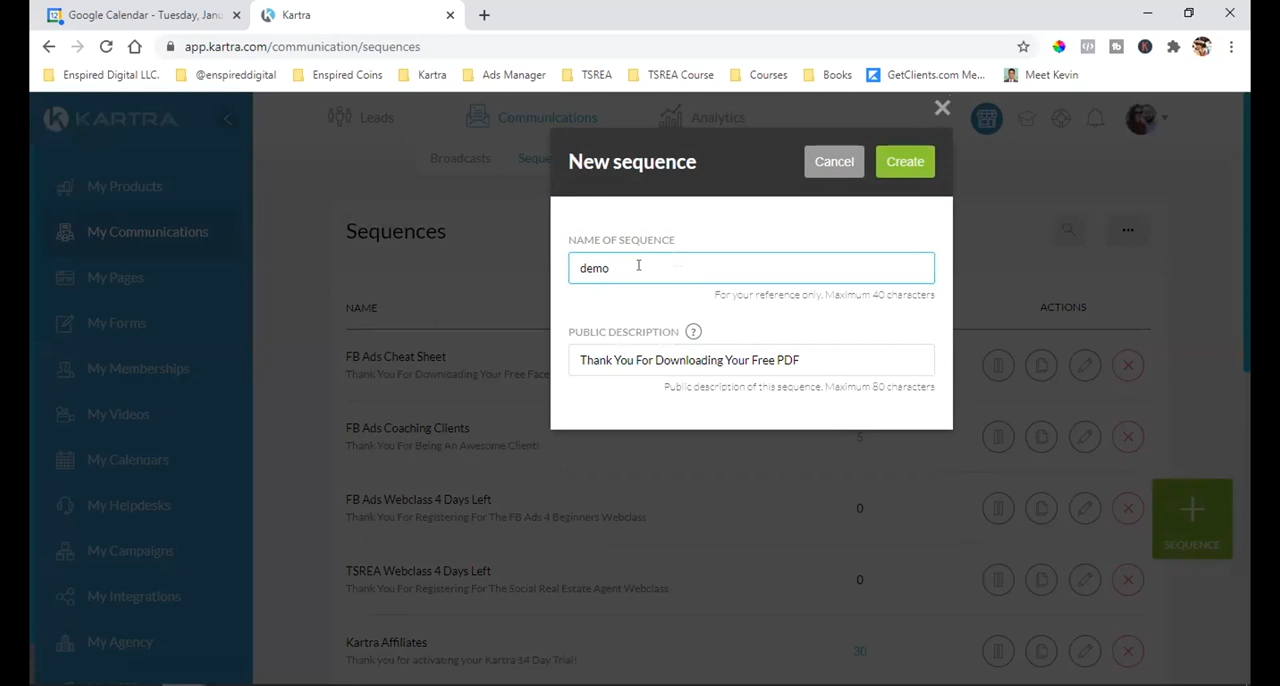 Google Calendar - Tuesday, Janu
Kartra
app.kartra.com/communication/sequences
Enspired Digital LLC.
@enspireddigital
Enspired Coins
Kartra
Ads Manager
TSREA
TSREA Course
Courses
Books
GetClients.com Me...
Meet Kevin
KARTRA
Leads
Communications
Analytics
Broadcasts
Seque
My Products
My Communications
My Pages
My Forms
My Memberships
My Videos
My Calendars
My Helpdesks
My Campaigns
My Integrations
My Agency
New sequence
Cancel
Create
NAME OF SEQUENCE
demo
For your reference only. Maximum 40 characters
PUBLIC DESCRIPTION ?
Thank You For Downloading Your Free PDF
Public description of this sequence. Maximum 80 characters
Sequences
NAME
ACTIONS
FB Ads Cheat Sheet
Thank You For Downloading Your Free Face
FB Ads Coaching Clients
Thank You For Being An Awesome Client!
5
FB Ads Webclass 4 Days Left
Thank You For Registering For The FB Ads 4 Beginners Webclass
0
TSREA Webclass 4 Days Left
Thank You For Registering For The Social Real Estate Agent Webclass
0
Kartra Affiliates
Thank you for activating your Kartra 14 Day Trial!
30
SEQUENCE